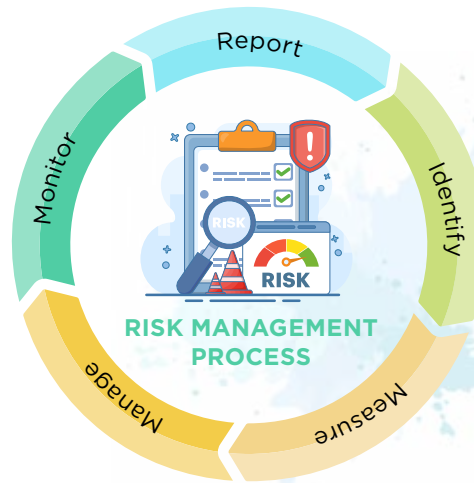 Report
Identify
Measure
Manage
Monitor
RISK
RISK
RISK MANAGEMENT
PROCESS